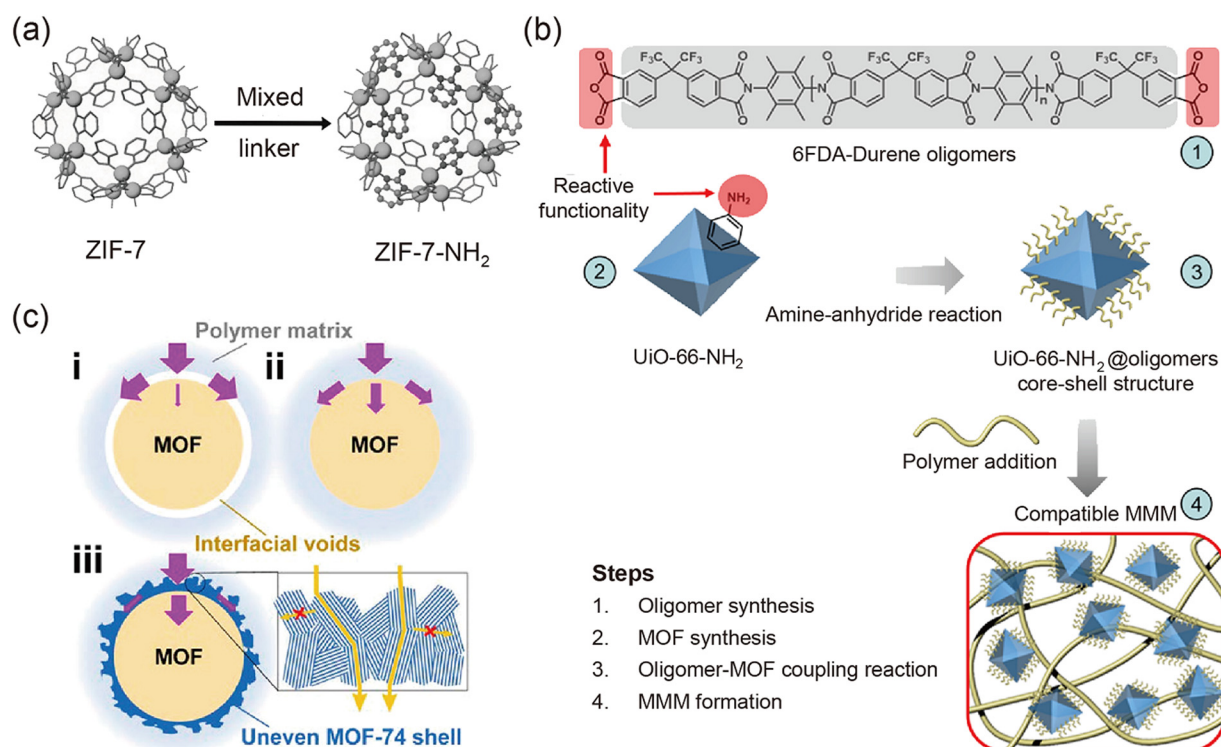 (a)
Mixed
linker
ZIF-7
ZIF-7-NH2
(b)
F3C CF3
F3C CF3
F3C CF3
O
O
O
O
N
N
O
O
O
O
N
N
O
O
O
O
n
6FDA-Durene oligomers
1
Reactive
functionality
NH2
2
UiO-66-NH2
Amine-anhydride reaction
3
UiO-66-NH2@oligomers
core-shell structure
Polymer addition
Compatible MMM
4
Steps
1. Oligomer synthesis
2. MOF synthesis
3. Oligomer-MOF coupling reaction
4. MMM formation
(c)
Polymer matrix
i
ii
MOF
MOF
Interfacial voids
iii
MOF
Uneven MOF-74 shell